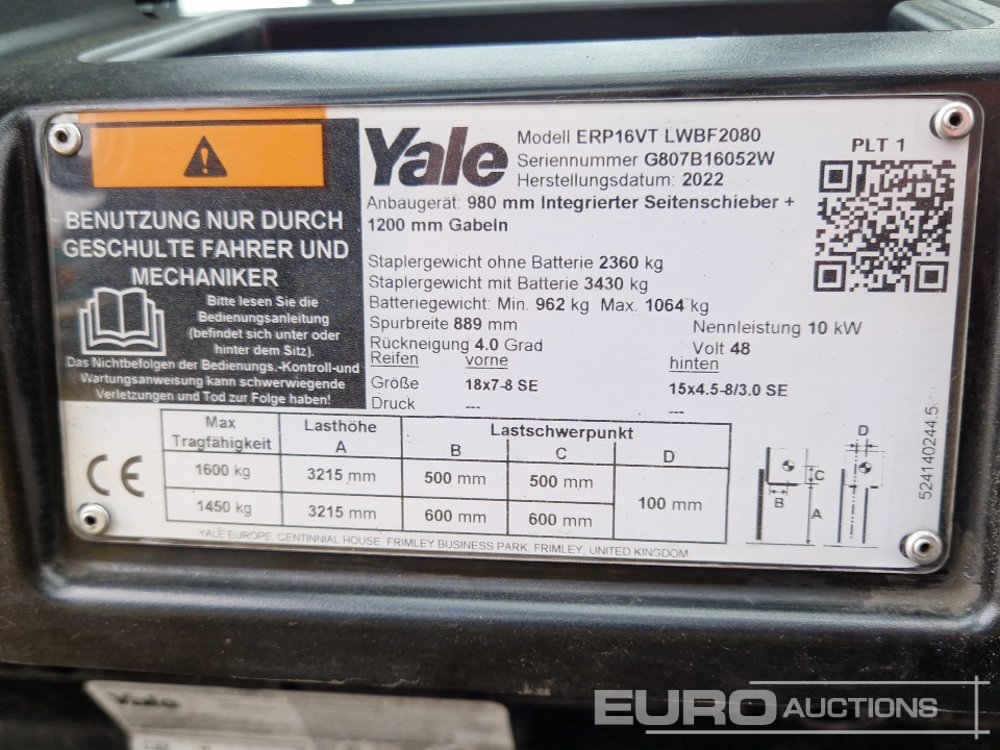 Yale
Modell ERP16VT LWBF2080
Seriennummer G807B16052W
Herstellungsdatum: 2022
PLT 1
Anbaugerät: 980 mm Integrierter Seitenschieber +
1200 mm Gabeln
BENUTZUNG NUR DURCH
GESCHULTE FAHRER UND
MECHANIKER
Bitte lesen Sie die
Bedienungsanleitung
(befindet sich unter oder
hinter dem Sitz).
Das Nichtbefolgen der Bedienungs.-Kontroll-und
Wartungsanweisung kann schwerwiegende
Verletzungen und Tod zur Folge haben!
Staplergewicht ohne Batterie 2360 kg
Staplergewicht mit Batterie 3430 kg
Batteriegewicht: Min. 962 kg Max. 1064 kg
Spurbreite 889 mm
Nennleistung 10 kW
Rückneigung 4.0 Grad
Volt 48
Reifen vorne hinten
Größe 18x7-8 SE 15x4.5-8/3.0 SE
Druck --- ---
Max Tragfähigkeit Lasthöhe A Lastschwerpunkt
B C D
1600 kg 3215 mm 500 mm 500 mm 100 mm
1450 kg 3215 mm 600 mm 600 mm
CE
D
C
B
A
524140244.5
YALE EUROPE, CENTINNIAL HOUSE, FRIMLEY BUSINESS PARK, FRIMLEY, UNITED KINGDOM
Yale
EURO AUCTIONS